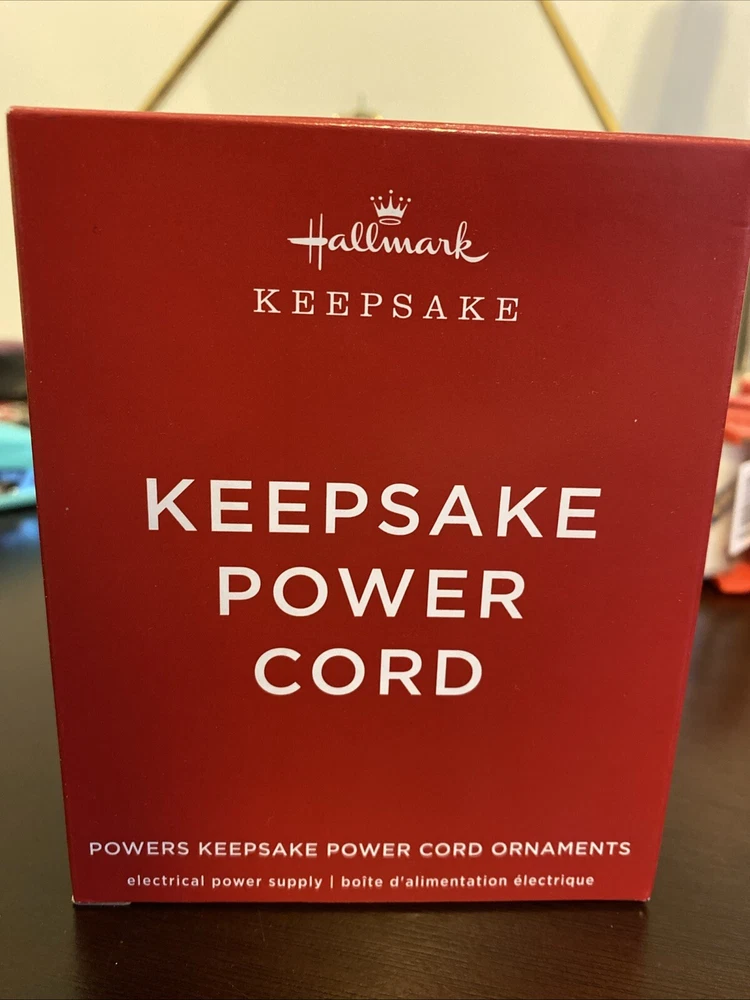 Hallmark
KEEPSAKE
KEEPSAKE
POWER
CORD
POWERS KEEPSAKE POWER CORD ORNAMENTS
electrical power supply | boîte d'alimentation électrique